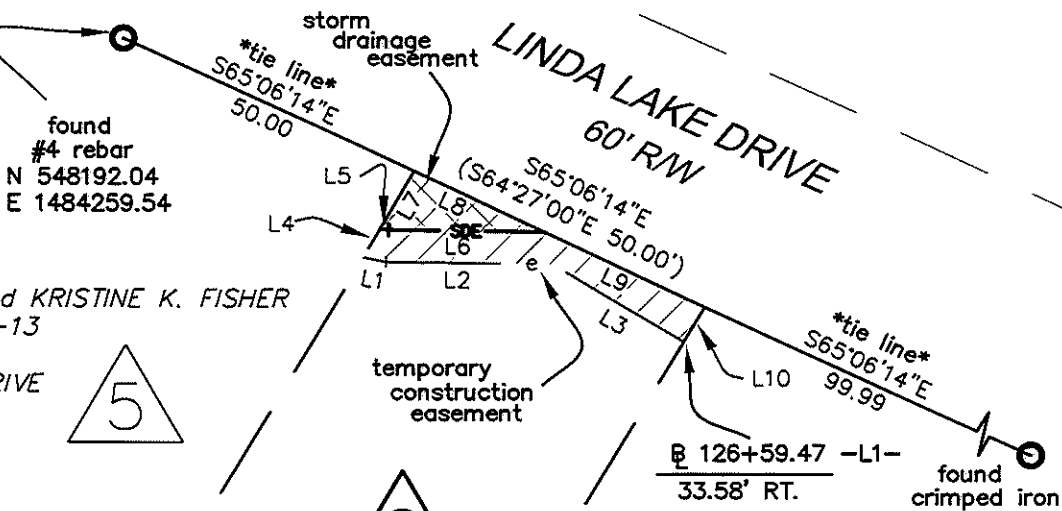 storm
drainage
easement
LINDA LAKE DRIVE
60' R/W
*tie line*
S65°06'14"E
50.00
found
#4 rebar
N 548192.04
E 1484259.54
S65°06'14"E
(S64°27'00"E 50.00')
L5
L7
L8
L4
SDE
L6
L1
L2
e
L9
L3
d KRISTINE K. FISHER
-13
RIVE
5
temporary
construction
easement
*tie line*
S65°06'14"E
99.99
L10
BL 126+59.47 -L1-
33.58' RT.
found
crimped iron